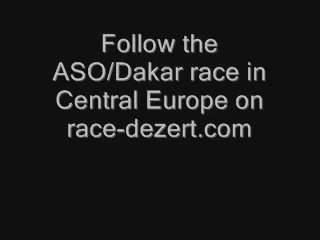 Follow the
ASO/Dakar race in
Central Europe on
race-dezert.com